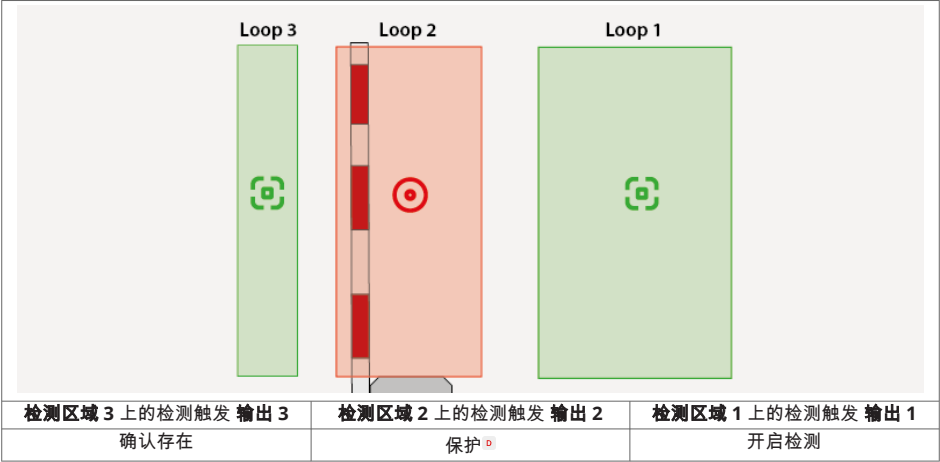 Loop 3 Loop 2 Loop 1
检测区域 3 上的检测触发 输出 3 检测区域 2 上的检测触发 输出 2 检测区域 1 上的检测触发 输出 1
确认存在 保护 D 开启检测